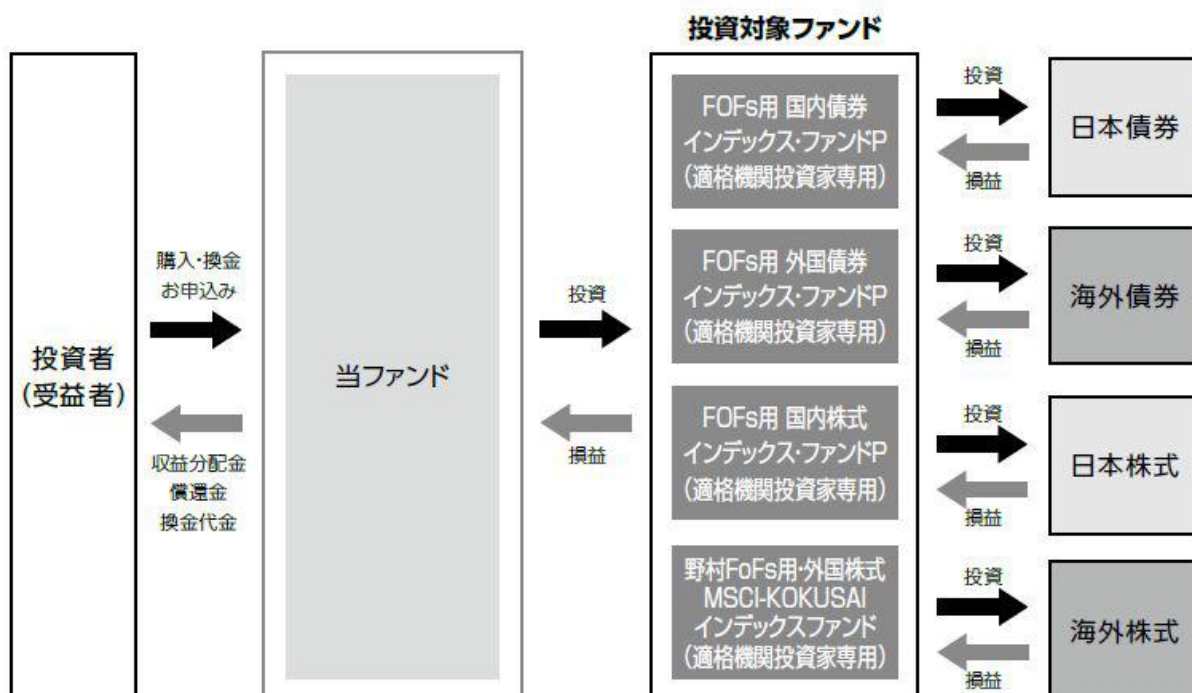 投資対象ファンド
投資者
(受益者)
購入・換金
お申込み
収益分配金
償還金
換金代金
当ファンド
投資
損益
FOFs用 国内債券
インデックス・ファンドP
(適格機関投資家専用)
投資
損益
日本債券
FOFs用 外国債券
インデックス・ファンドP
(適格機関投資家専用)
投資
損益
海外債券
FOFs用 国内株式
インデックス・ファンドP
(適格機関投資家専用)
投資
損益
日本株式
野村FoFs用・外国株式
MSCI-KOKUSAI
インデックスファンド
(適格機関投資家専用)
投資
損益
海外株式